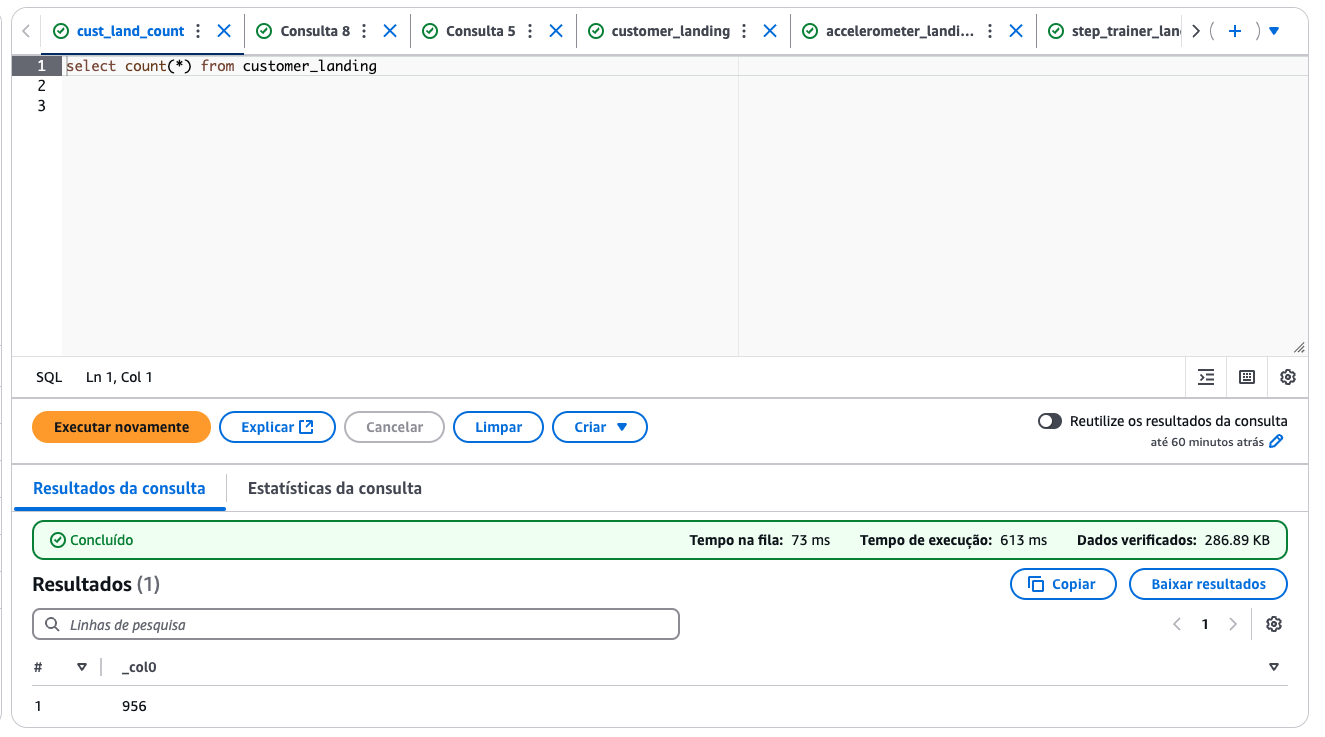 cust_land_count Consulta 8 Consulta 5 customer_landing accelerometer_landi... step_trainer_lan
1 select count(*) from customer_landing
2
3
SQL Ln 1, Col 1
Executar novamente Explicar Cancelar Limpar Criar Reutilize os resultados da consulta
até 60 minutos atrás
Resultados da consulta Estatísticas da consulta
Concluído Tempo na fila: 73 ms Tempo de execução: 613 ms Dados verificados: 286.89 KB
Resultados (1) Copiar Baixar resultados
Linhas de pesquisa 1
# _col0
1 956